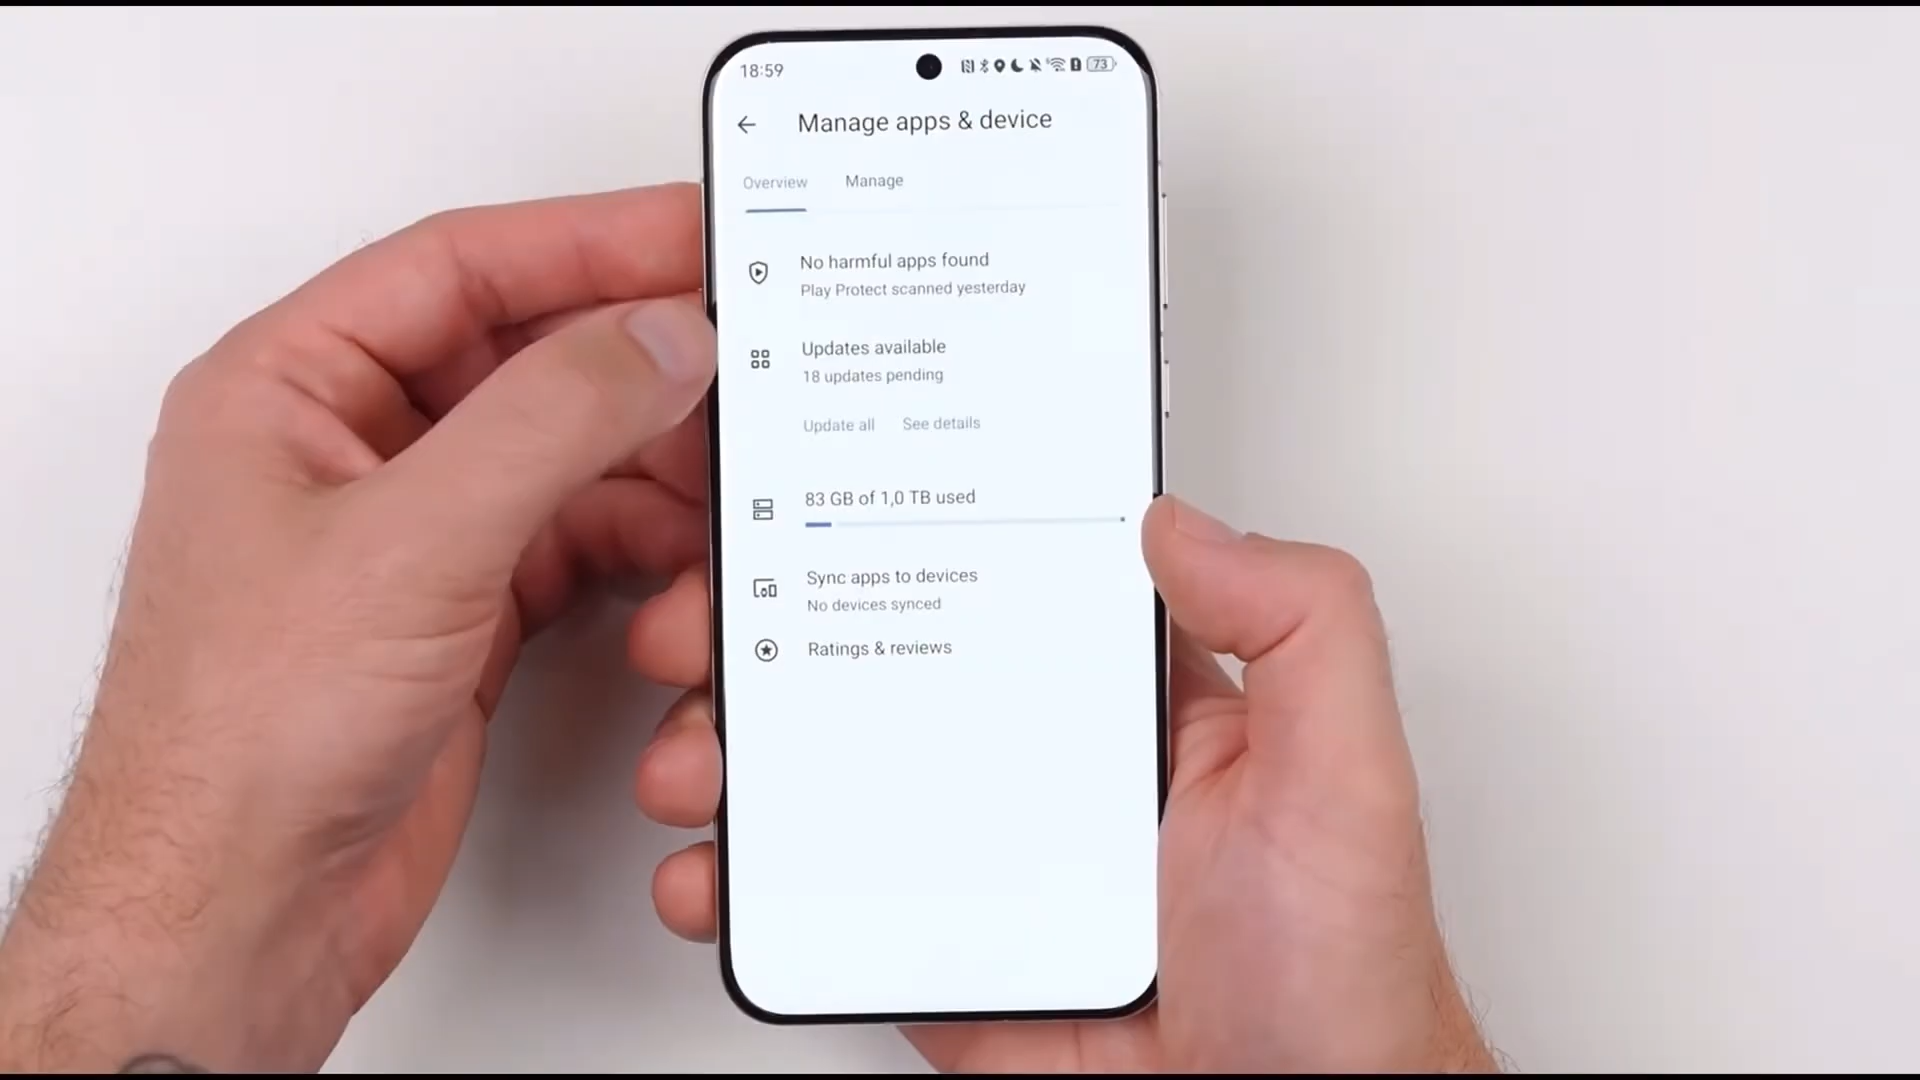 18:59
73
Manage apps & device
Overview Manage
No harmful apps found
Play Protect scanned yesterday
Updates available
18 updates pending
Update all See details
83 GB of 1,0 TB used
Sync apps to devices
No devices synced
Ratings & reviews